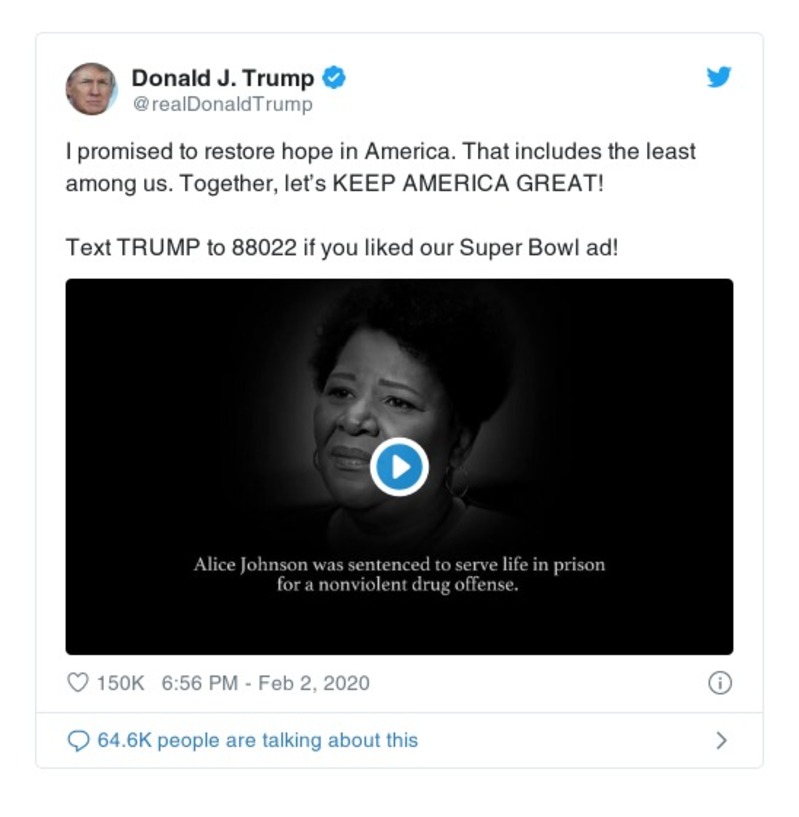 Donald J. Trump
@realDonaldTrump
I promised to restore hope in America. That includes the least
among us. Together, let’s KEEP AMERICA GREAT!
Text TRUMP to 88022 if you liked our Super Bowl ad!
Alice Johnson was sentenced to serve life in prison
for a nonviolent drug offense.
150K 6:56 PM - Feb 2, 2020
64.6K people are talking about this